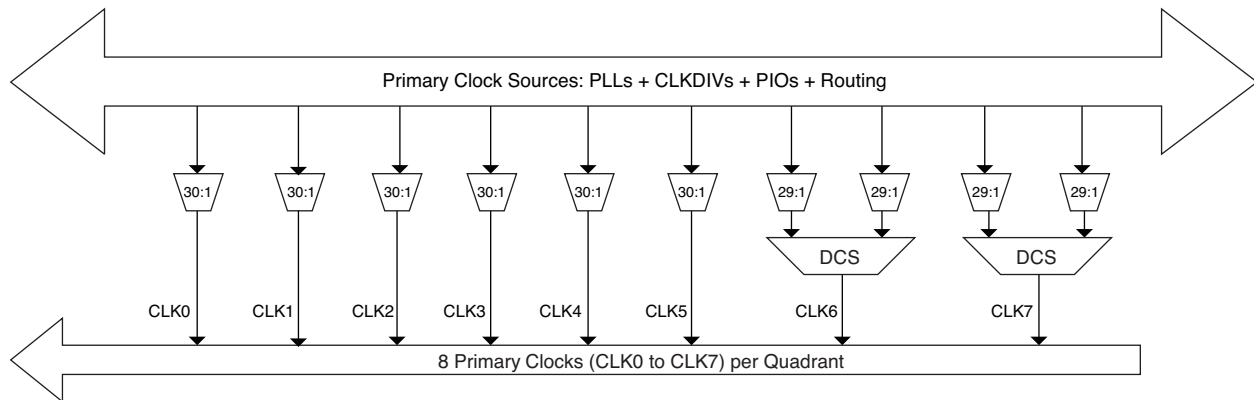 Primary Clock Sources: PLLs + CLKDIVs + PIOs + Routing
30:1
30:1
30:1
30:1
30:1
30:1
29:1
29:1
29:1
29:1
DCS
DCS
CLK0
CLK1
CLK2
CLK3
CLK4
CLK5
CLK6
CLK7
8 Primary Clocks (CLK0 to CLK7) per Quadrant